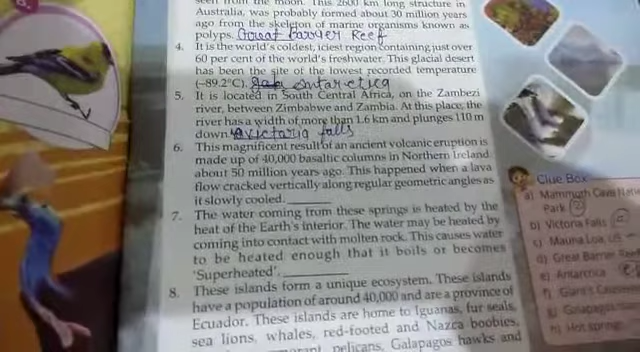 seen from the moon. This 2600 km long structure in
Australia, was probably formed about 30 million years
ago from the skeleton of marine organisms known as
polyps. Great Barrier Reef
4. It is the world's coldest, iciest region containing just over
60 per cent of the world's freshwater. This glacial desert
has been the site of the lowest recorded temperature
(–89.2°C). antarctica
5. It is located in South Central Africa, on the Zambezi
river, between Zimbabwe and Zambia. At this place, the
river has a width of more than 1.6 km and plunges 110 m
down. victoria falls
6. This magnificent result of an ancient volcanic eruption is
made up of 40,000 basaltic columns in Northern Ireland
about 50 million years ago. This happened when a lava
flow cracked vertically along regular geometric angles as
it slowly cooled.
7. The water coming from these springs is heated by the
heat of the Earth's interior. The water may be heated by
coming into contact with molten rock. This causes water
to be heated enough that it boils or becomes
'Superheated'.
8. These islands form a unique ecosystem. These islands
have a population of around 40,000 and are a province of
Ecuador. These islands are home to Iguanas, fur seals,
sea lions, whales, red-footed and Nazca boobies,
pelicans, Galapagos hawks and
Clue Box
a) Mammoth Cave
Park
b) Victoria Falls
c) Mauna Loa, US
d) Great Barrier
e) Antarctica
f) Giant's
g) Galapagos
h) Hot springs